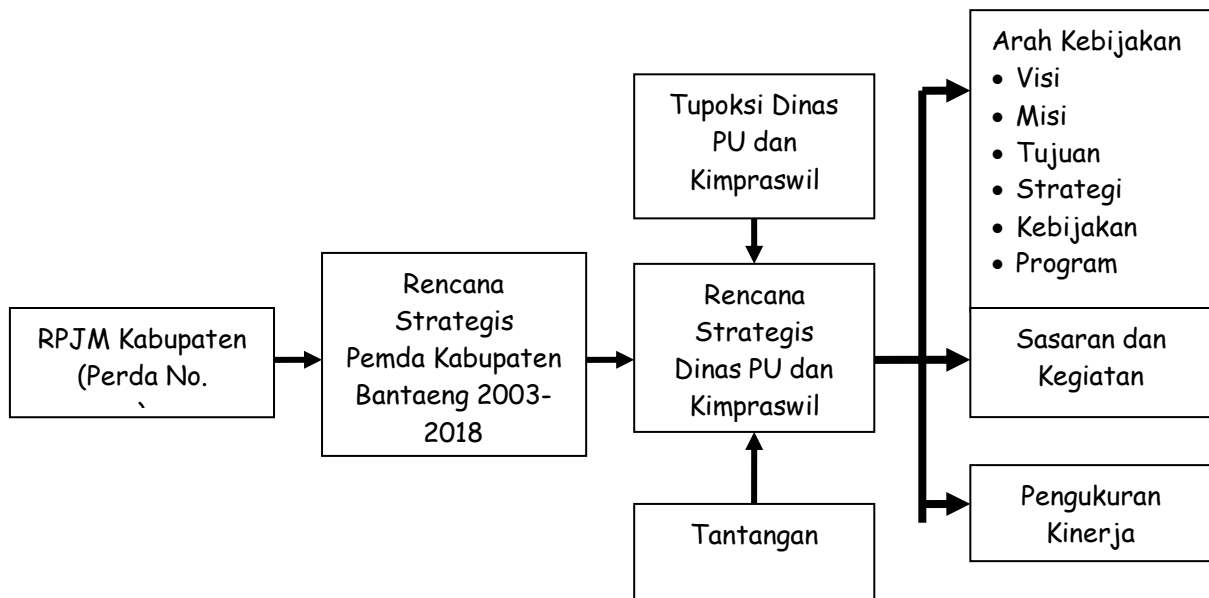 RPJM Kabupaten
(Perda No.
Rencana
Strategis
Pemda Kabupaten
Bantaeng 2003-
2018
Tupoksi Dinas
PU dan
Kimpraswil
Rencana
Strategis
Dinas PU dan
Kimpraswil
Tantangan
Arah Kebijakan
• Visi
• Misi
• Tujuan
• Strategi
• Kebijakan
• Program
Sasaran dan
Kegiatan
Pengukuran
Kinerja